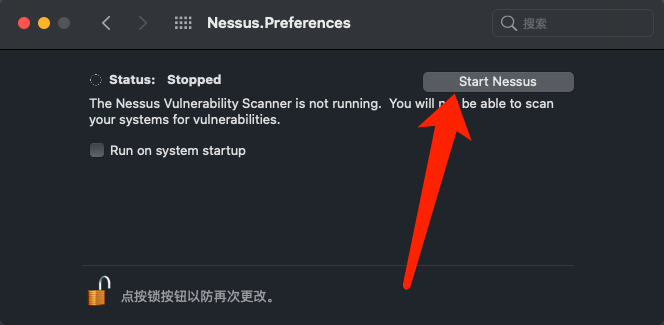 Nessus.Preferences
搜索
Status: Stopped
Start Nessus
The Nessus Vulnerability Scanner is not running. You will not be able to scan
your systems for vulnerabilities.
Run on system startup
点按锁按钮以防再次更改。